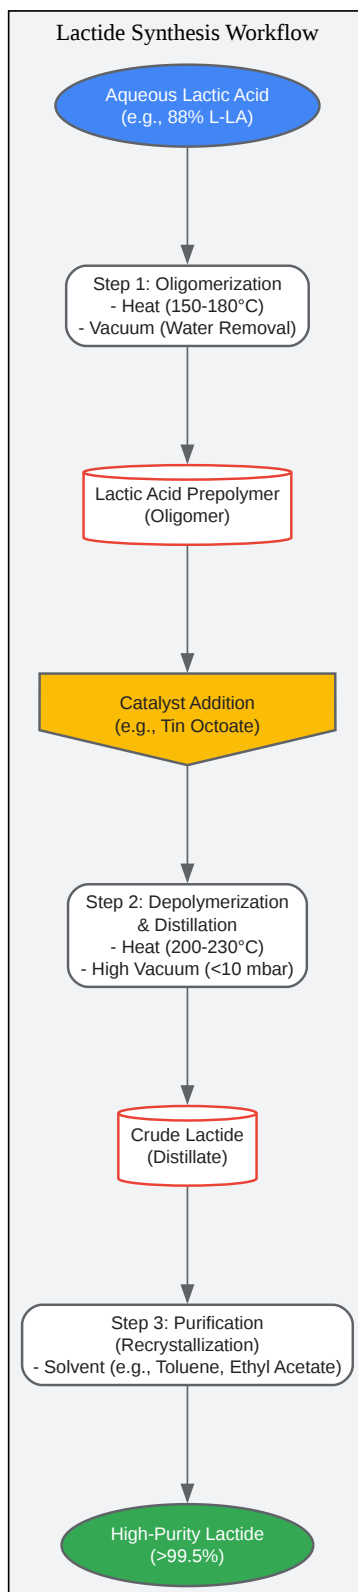 Lactide Synthesis Workflow
Aqueous Lactic Acid
(e.g., 88% L-LA)
Step 1: Oligomerization
- Heat (150-180°C)
- Vacuum (Water Removal)
Lactic Acid Prepolymer
(Oligomer)
Catalyst Addition
(e.g., Tin Octoate)
Step 2: Depolymerization
& Distillation
- Heat (200-230°C)
- High Vacuum (<10 mbar)
Crude Lactide
(Distillate)
Step 3: Purification
(Recrystallization)
- Solvent (e.g., Toluene, Ethyl Acetate)
High-Purity Lactide
(>99.5%)